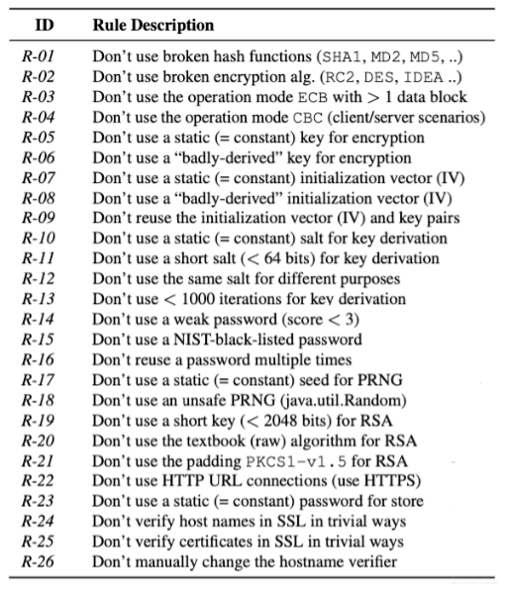 ID Rule Description
R-01 Don't use broken hash functions (SHA1, MD2, MD5, ..)
R-02 Don't use broken encryption alg. (RC2, DES, IDEA ..)
R-03 Don't use the operation mode ECB with > 1 data block
R-04 Don't use the operation mode CBC (client/server scenarios)
R-05 Don't use a static (= constant) key for encryption
R-06 Don't use a “badly-derived” key for encryption
R-07 Don't use a static (= constant) initialization vector (IV)
R-08 Don't use a “badly-derived” initialization vector (IV)
R-09 Don't reuse the initialization vector (IV) and key pairs
R-10 Don't use a static (= constant) salt for key derivation
R-11 Don't use a short salt (< 64 bits) for key derivation
R-12 Don't use the same salt for different purposes
R-13 Don't use < 1000 iterations for key derivation
R-14 Don't use a weak password (score < 3)
R-15 Don't use a NIST-black-listed password
R-16 Don't reuse a password multiple times
R-17 Don't use a static (= constant) seed for PRNG
R-18 Don't use an unsafe PRNG (java.util.Random)
R-19 Don't use a short key (< 2048 bits) for RSA
R-20 Don't use the textbook (raw) algorithm for RSA
R-21 Don't use the padding PKCS1-v1.5 for RSA
R-22 Don't use HTTP URL connections (use HTTPS)
R-23 Don't use a static (= constant) password for store
R-24 Don't verify host names in SSL in trivial ways
R-25 Don't verify certificates in SSL in trivial ways
R-26 Don't manually change the hostname verifier